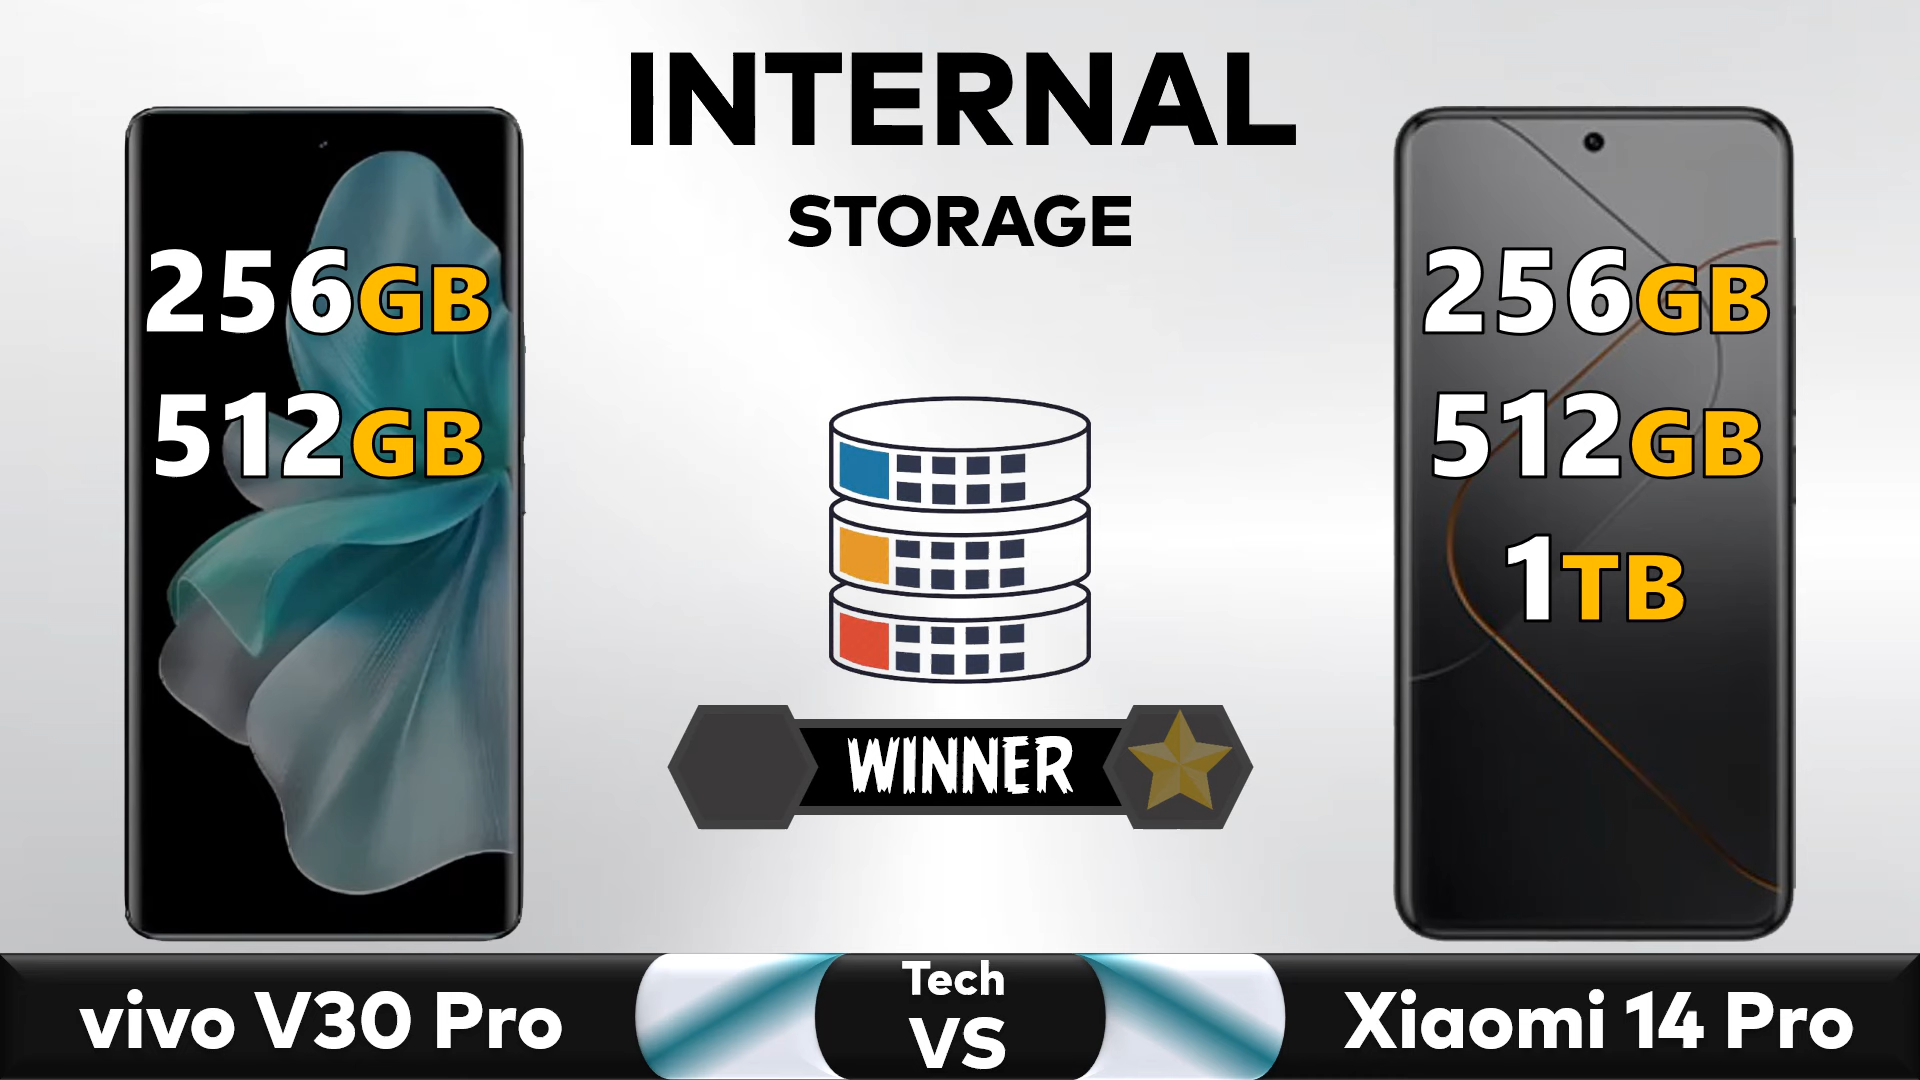 INTERNAL
STORAGE
256GB
512GB
256GB
512GB
1TB
WINNER
vivo V30 Pro
Tech
VS
Xiaomi 14 Pro